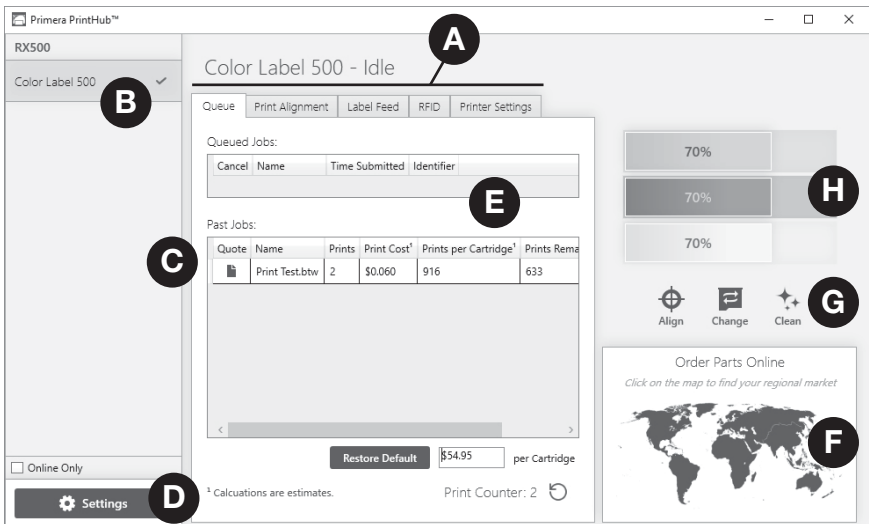 Primera PrintHub™
RX500
Color Label 500
B
Color Label 500 - Idle
A
Queue Print Alignment Label Feed RFID Printer Settings
Queued Jobs:
Cancel Name Time Submitted Identifier
E
Past Jobs:
C
Quote Name Prints Print Cost¹ Prints per Cartridge¹ Prints Rema
Print Test.btw 2 $0.060 916 633
Restore Default $54.95 per Cartridge
¹ Calcuations are estimates. Print Counter: 2
Online Only
Settings
D
70%
70%
H
70%
Align Change Clean
G
Order Parts Online
Click on the map to find your regional market
F